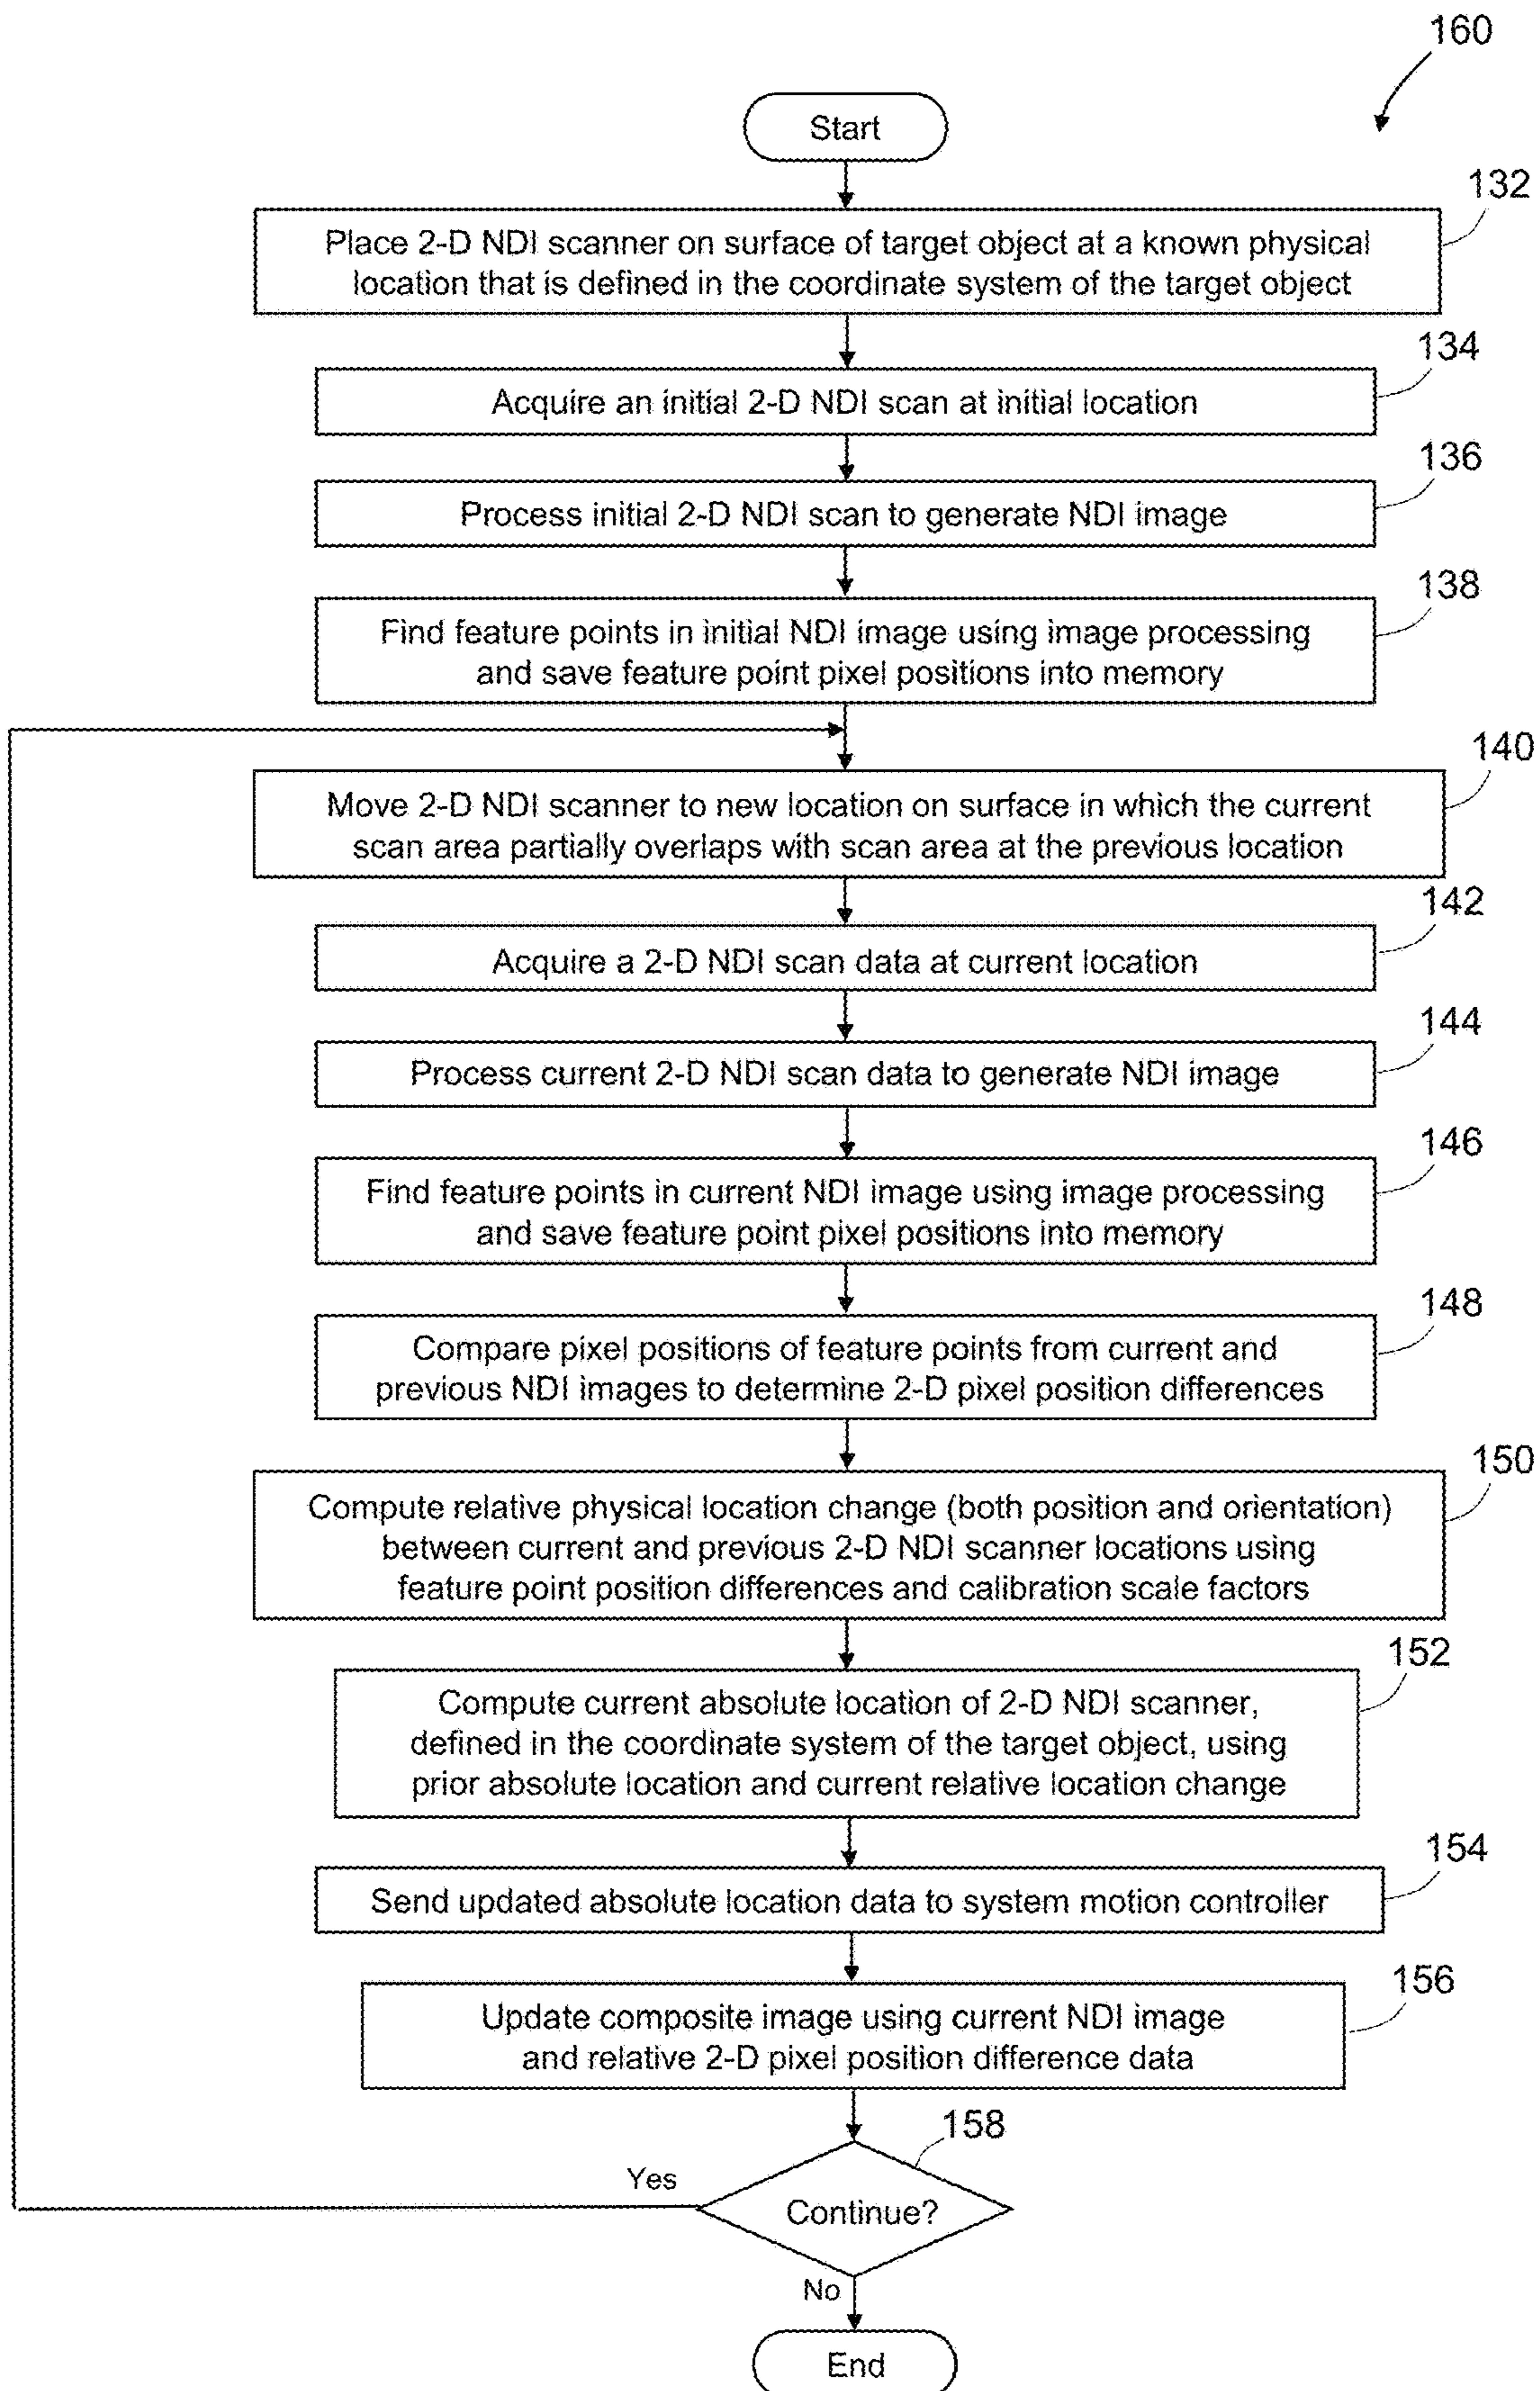 160
Start
132
Place 2-D NDI scanner on surface of target object at a known physical
location that is defined in the coordinate system of the target object
134
Acquire an initial 2-D NDI scan at initial location
136
Process initial 2-D NDI scan to generate NDI image
138
Find feature points in initial NDI image using image processing
and save feature point pixel positions into memory
140
Move 2-D NDI scanner to new location on surface in which the current
scan area partially overlaps with scan area at the previous location
142
Acquire a 2-D NDI scan data at current location
144
Process current 2-D NDI scan data to generate NDI image
146
Find feature points in current NDI image using image processing
and save feature point pixel positions into memory
148
Compare pixel positions of feature points from current and
previous NDI images to determine 2-D pixel position differences
150
Compute relative physical location change (both position and orientation)
between current and previous 2-D NDI scanner locations using
feature point position differences and calibration scale factors
152
Compute current absolute location of 2-D NDI scanner,
defined in the coordinate system of the target object, using
prior absolute location and current relative location change
154
Send updated absolute location data to system motion controller
156
Update composite image using current NDI image
and relative 2-D pixel position difference data
158
Yes
Continue?
No
End